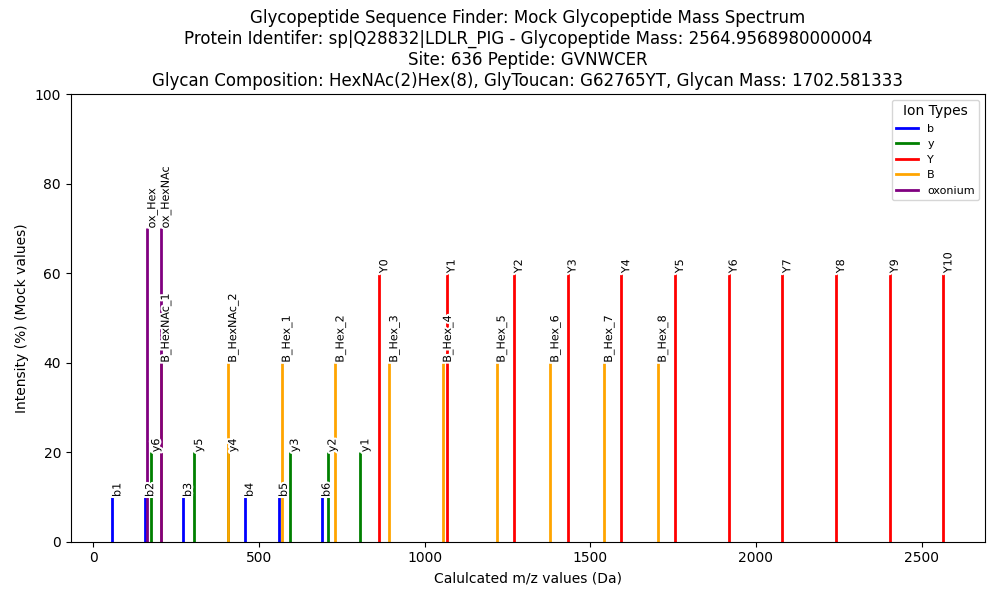 Glycopeptide Sequence Finder: Mock Glycopeptide Mass Spectrum
Protein Identifer: sp|Q28832|LDLR_PIG - Glycopeptide Mass: 2564.9568980000004
Site: 636 Peptide: GVNWCER
Glycan Composition: HexNAc(2)Hex(8), GlyToucan: G62765YT, Glycan Mass: 1702.581333
Intensity (%) (Mock values)
100
80
60
40
20
0
Ion Types
b
y
Y
B
oxonium
ox_Hex
ox_HexNAc
Y0
Y1
Y2
Y3
Y4
Y5
Y6
Y7
Y8
Y9
Y10
B_HexNAc_1
B_HexNAc_2
B_Hex_1
B_Hex_2
B_Hex_3
B_Hex_4
B_Hex_5
B_Hex_6
B_Hex_7
B_Hex_8
y6
y5
y4
y3
y2
y1
b1
b2
b3
b4
b5
b6
0
500
1000
1500
2000
2500
Calulcated m/z values (Da)